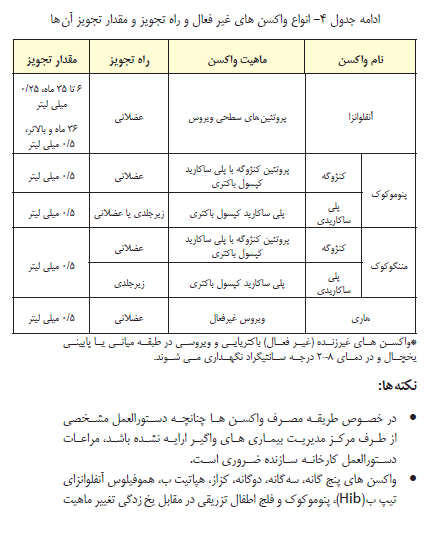 ادامه جدول ۴- انواع واکسن های غیر فعال و راه تجویز و مقدار تجویز آن‌ها
نام واکسن	ماهیت واکسن	راه تجویز	مقدار تجویز
آنفلوانزا	پروتئین‌های سطحی ویروس	عضلانی	۶ تا ۳۵ ماه، ۰/۲۵
میلی لیتر
۳۶ ماه و بالاتر،
۰/۵ میلی لیتر
پنوموکوک	کنژوگه	پروتئین کنژوگه با پلی ساکارید
کپسول باکتری	عضلانی	۰/۵ میلی لیتر
پلی
ساکاریدی	پلی ساکارید کپسول باکتری	زیرجلدی یا عضلانی	۰/۵ میلی لیتر
مننگوکوک	کنژوگه	پروتئین کنژوگه با پلی ساکارید
کپسول باکتری	عضلانی	۰/۵ میلی لیتر
پلی
ساکاریدی	پلی ساکارید کپسول باکتری	زیرجلدی
هاری	ویروس غیرفعال	عضلانی	۰/۵ میلی لیتر
*واکسن های غیرزنده (غیر فعال) باکتریایی و ویروسی در طبقه میانی یا پایینی
یخچال و در دمای ۸-۲ درجه سانتیگراد نگهداری می شوند.
نکته‌ها:
● در خصوص طریقه مصرف واکسن ها چنانچه دستورالعمل مشخصی
از طرف مرکز مدیریت بیماری های واگیر ارایه نشده باشد، مراعات
دستورالعمل کارخانه سازنده ضروری است.
● واکسن های پنج گانه، سه‌گانه، دوگانه، کزاز، هپاتیت ب، هموفیلوس آنفلوانزای
تیپ ب(Hib)، پنوموکوک و فلج اطفال تزریقی در مقابل یخ زدگی تغییر ماهیت